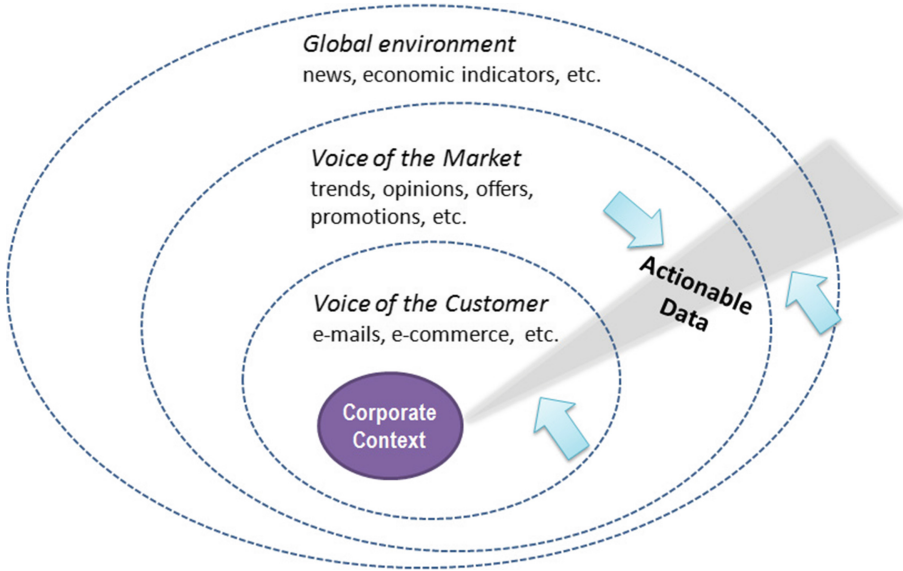 Global environment
news, economic indicators, etc.
Voice of the Market
trends, opinions, offers,
promotions, etc.
Voice of the Customer
e-mails, e-commerce, etc.
Corporate
Context
Actionable
Data